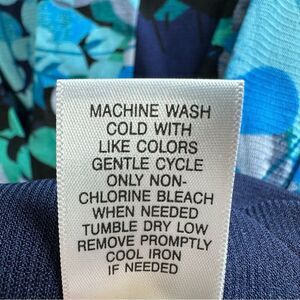 MACHINE WASH
COLD WITH
LIKE COLORS
GENTLE CYCLE
ONLY NON-
CHLORINE BLEACH
WHEN NEEDED
TUMBLE DRY LOW
REMOVE PROMPTLY
COOL IRON
IF NEEDED